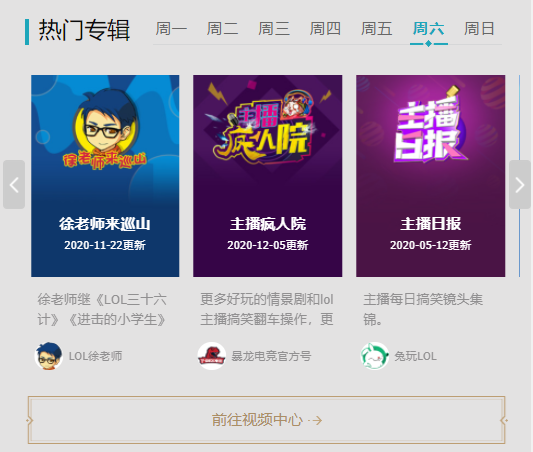 热门专辑 周一 周二 周三 周四 周五 周六 周日
徐老师来巡山
主播疯人院
主播日报
徐老师来巡山
2020-11-22更新
主播疯人院
2020-12-05更新
主播日报
2020-05-12更新
徐老师继《LOL三十六
计》《进击的小学生》
更多好玩的情景剧和lol
主播搞笑翻车操作，更
主播每日搞笑镜头集
锦。
LOL徐老师
暴龙电竞官方号
兔玩LOL
前往视频中心